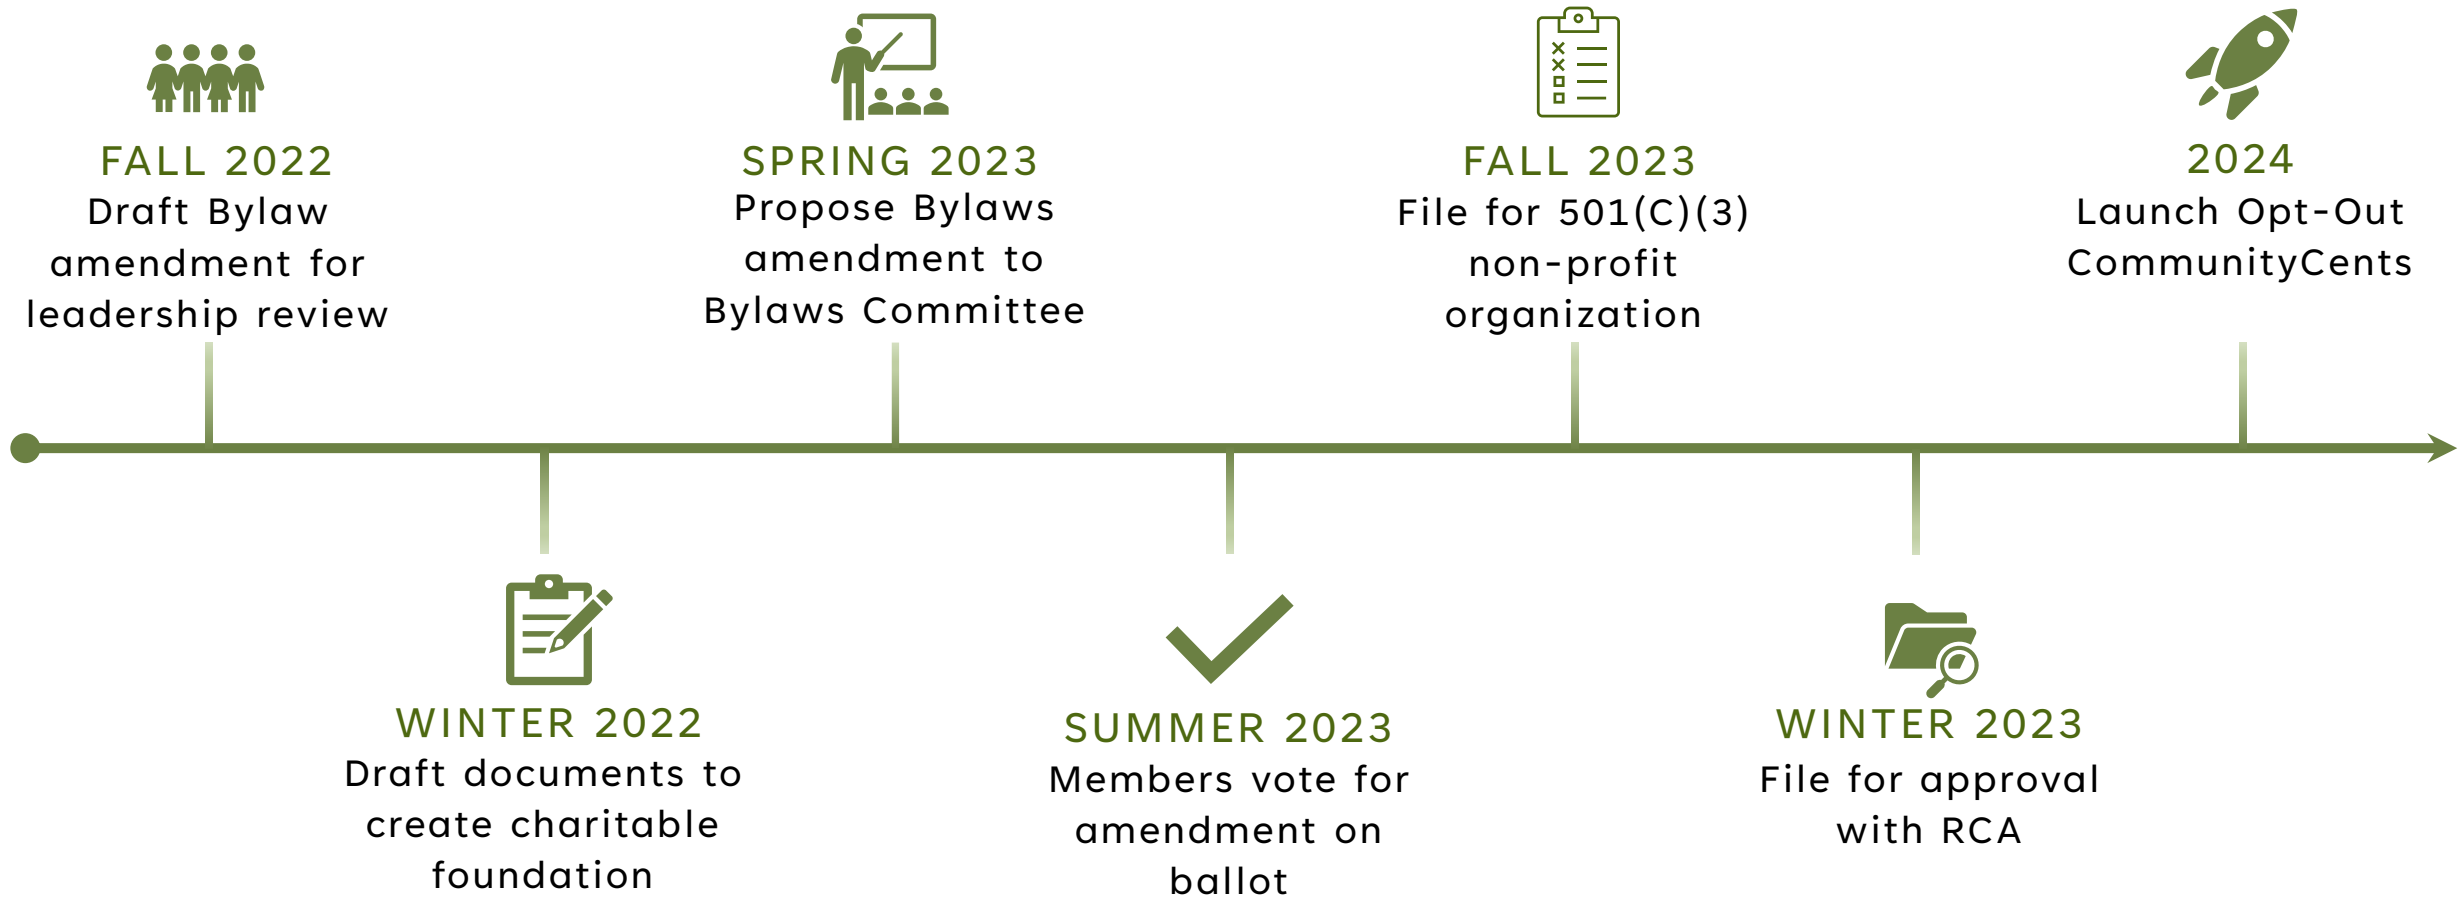 FALL 2022
Draft Bylaw
amendment for
leadership review
WINTER 2022
Draft documents to
create charitable
foundation
SPRING 2023
Propose Bylaws
amendment to
Bylaws Committee
SUMMER 2023
Members vote for
amendment on
ballot
FALL 2023
File for 501(C)(3)
non-profit
organization
WINTER 2023
File for approval
with RCA
2024
Launch Opt-Out
CommunityCents